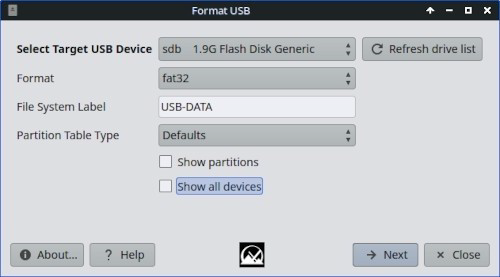 Format USB
Select Target USB Device sdb 1.9G Flash Disk Generic Refresh drive list
Format fat32
File System Label USB-DATA
Partition Table Type Defaults
Show partitions
Show all devices
About... ? Help Next Close